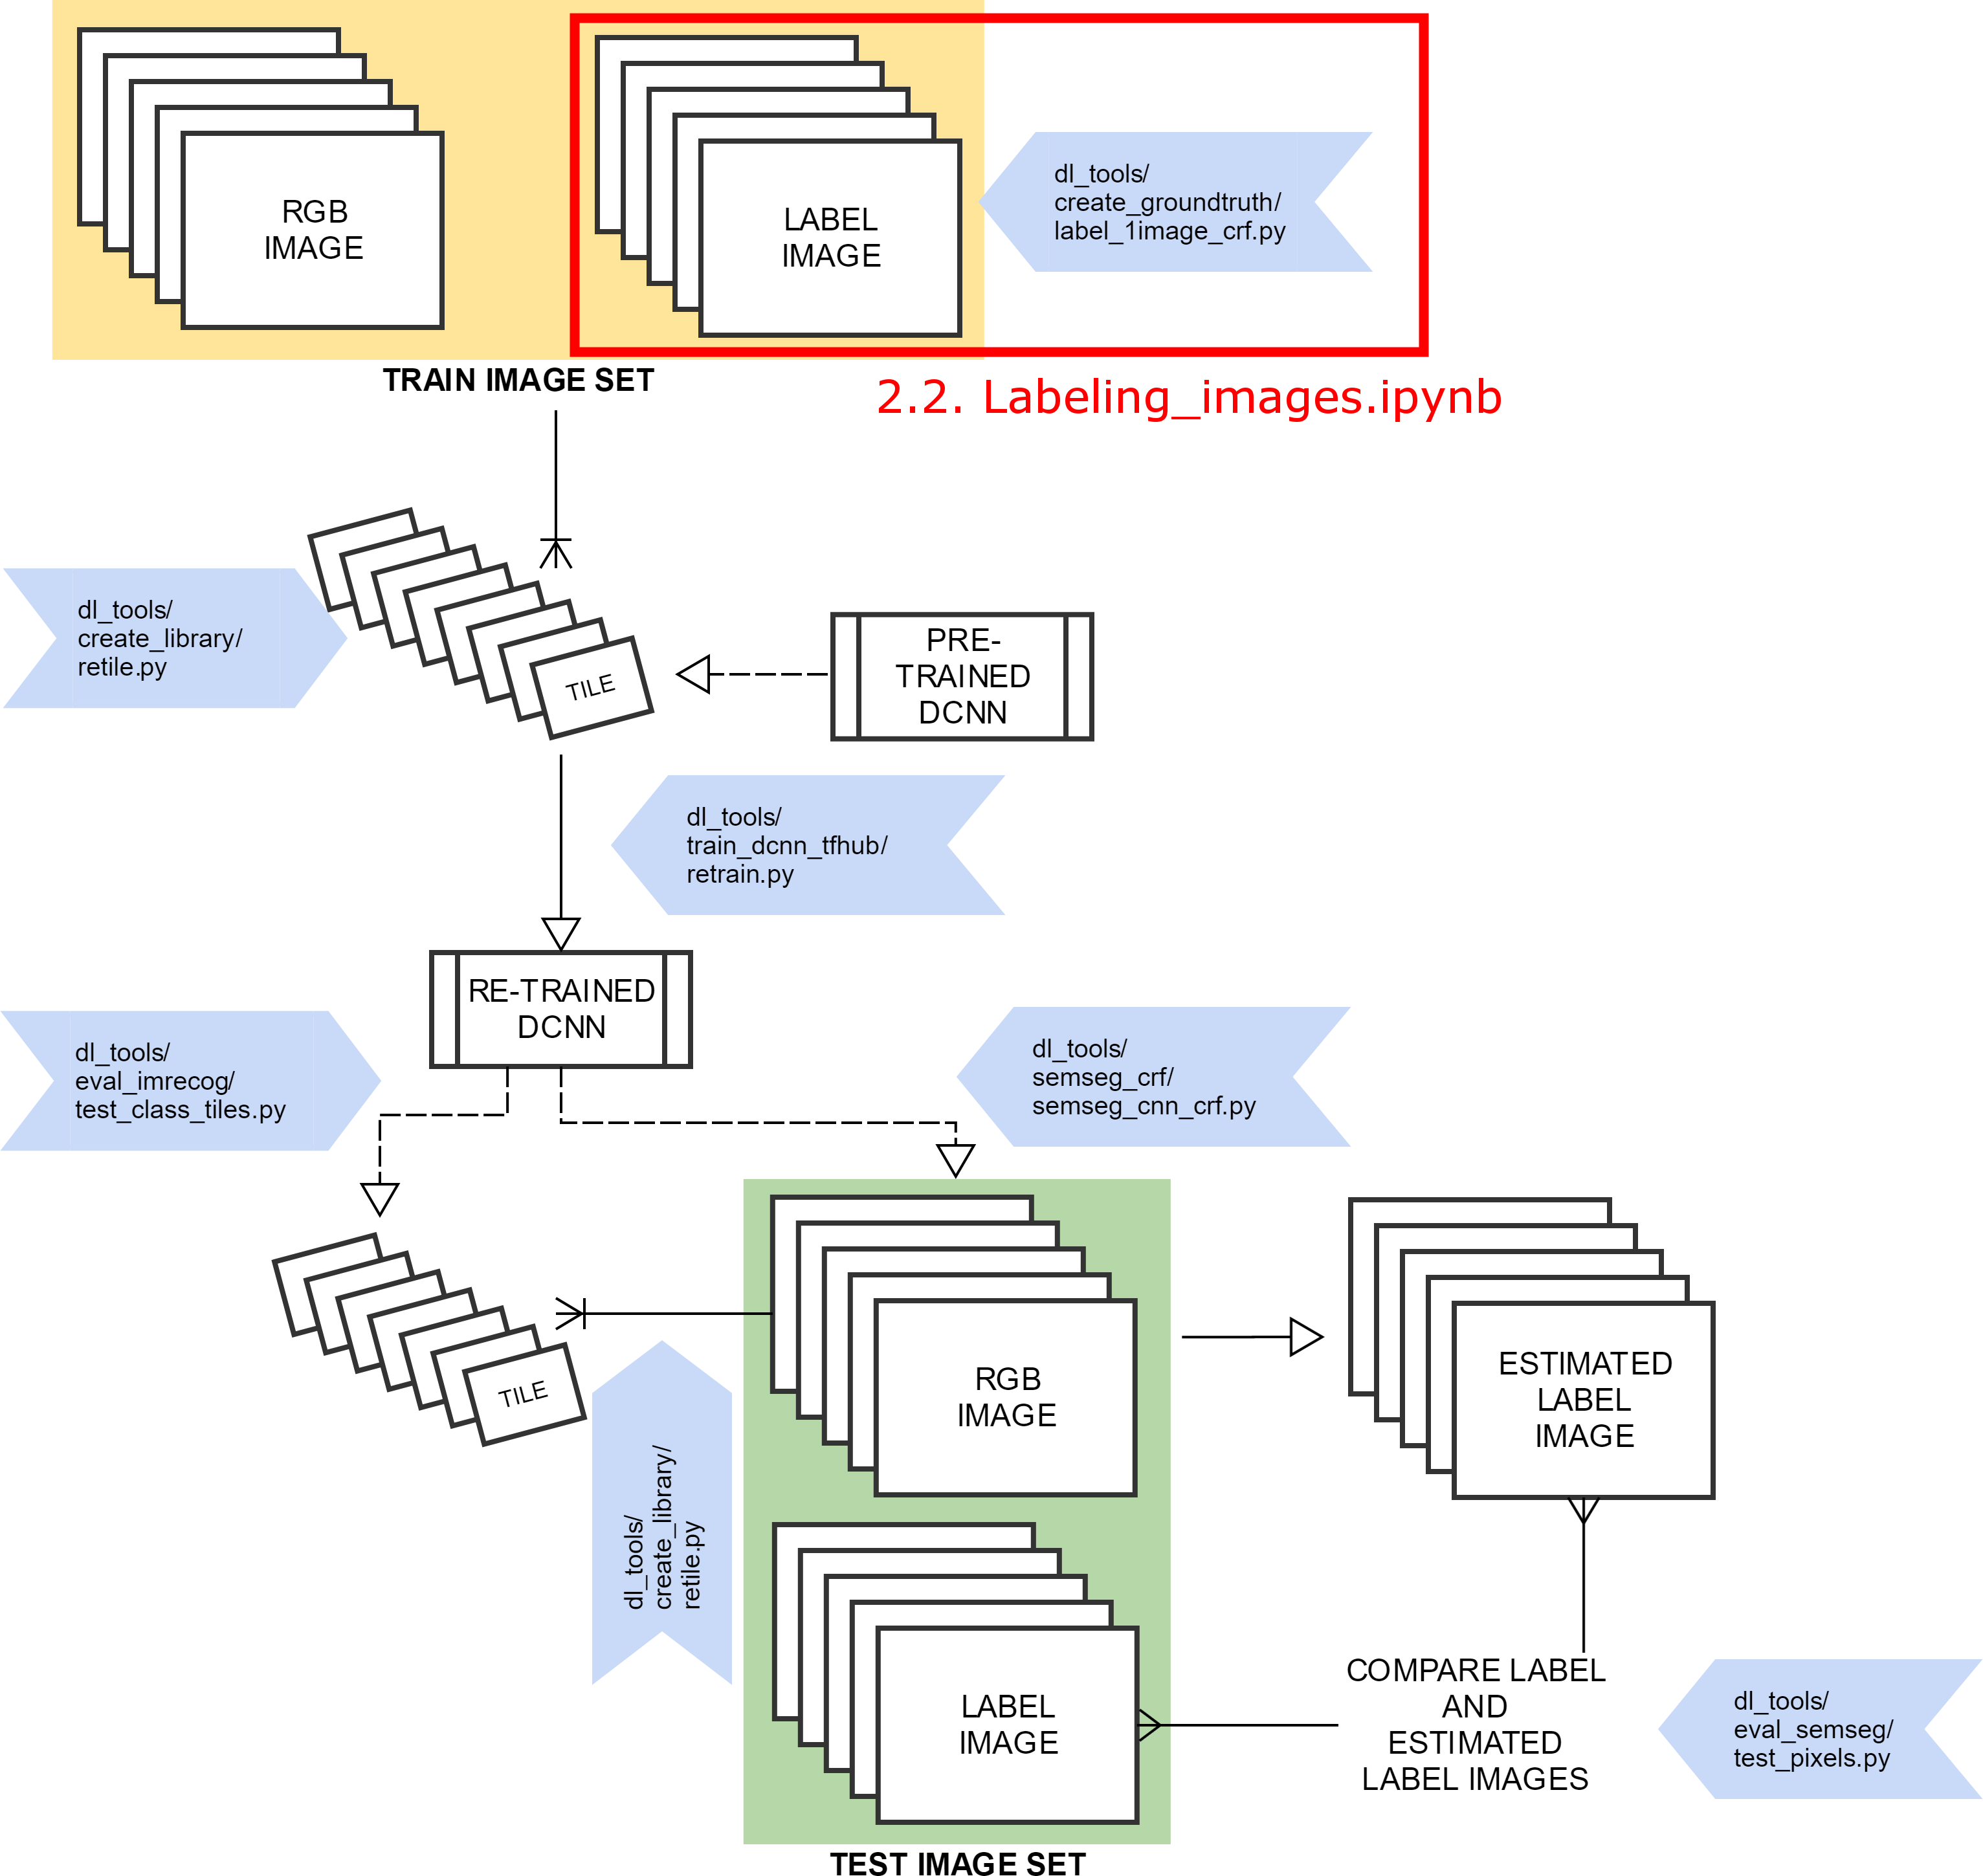 RGB
IMAGE
LABEL
IMAGE
dl_tools/
create_groundtruth/
label_1image_crf.py
TRAIN IMAGE SET
2.2. Labeling_images.ipynb
dl_tools/
create_library/
retile.py
TILE
PRE-
TRAINED
DCNN
dl_tools/
train_dcnn_tfhub/
retrain.py
RE-TRAINED
DCNN
dl_tools/
eval_imrecog/
test_class_tiles.py
dl_tools/
semseg_crf/
semseg_cnn_crf.py
TILE
dl_tools/
create_library/
retile.py
RGB
IMAGE
ESTIMATED
LABEL
IMAGE
LABEL
IMAGE
COMPARE LABEL
AND
ESTIMATED
LABEL IMAGES
dl_tools/
eval_semseg/
test_pixels.py
TEST IMAGE SET